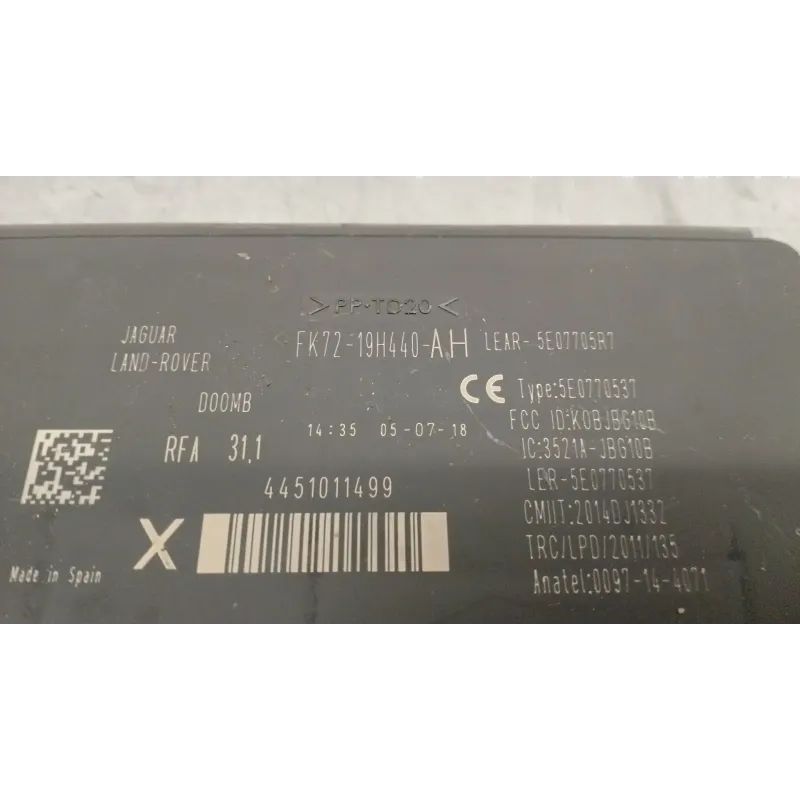 >PP-TD20<
JAGUAR
LAND-ROVER
FK72-19H440-AH LEAR-5E07705R7
D00MB
14:35 05-07-18
RFA 31,1
4451011499
X
Made in Spain
CE Type:5E0770537
FCC ID:KOBJBG10B
IC:3521A-JBG10B
LER-5E0770537
CMIIT:2014DJ1332
TRC/LPD/2011/135
Anatel:0097-14-4071